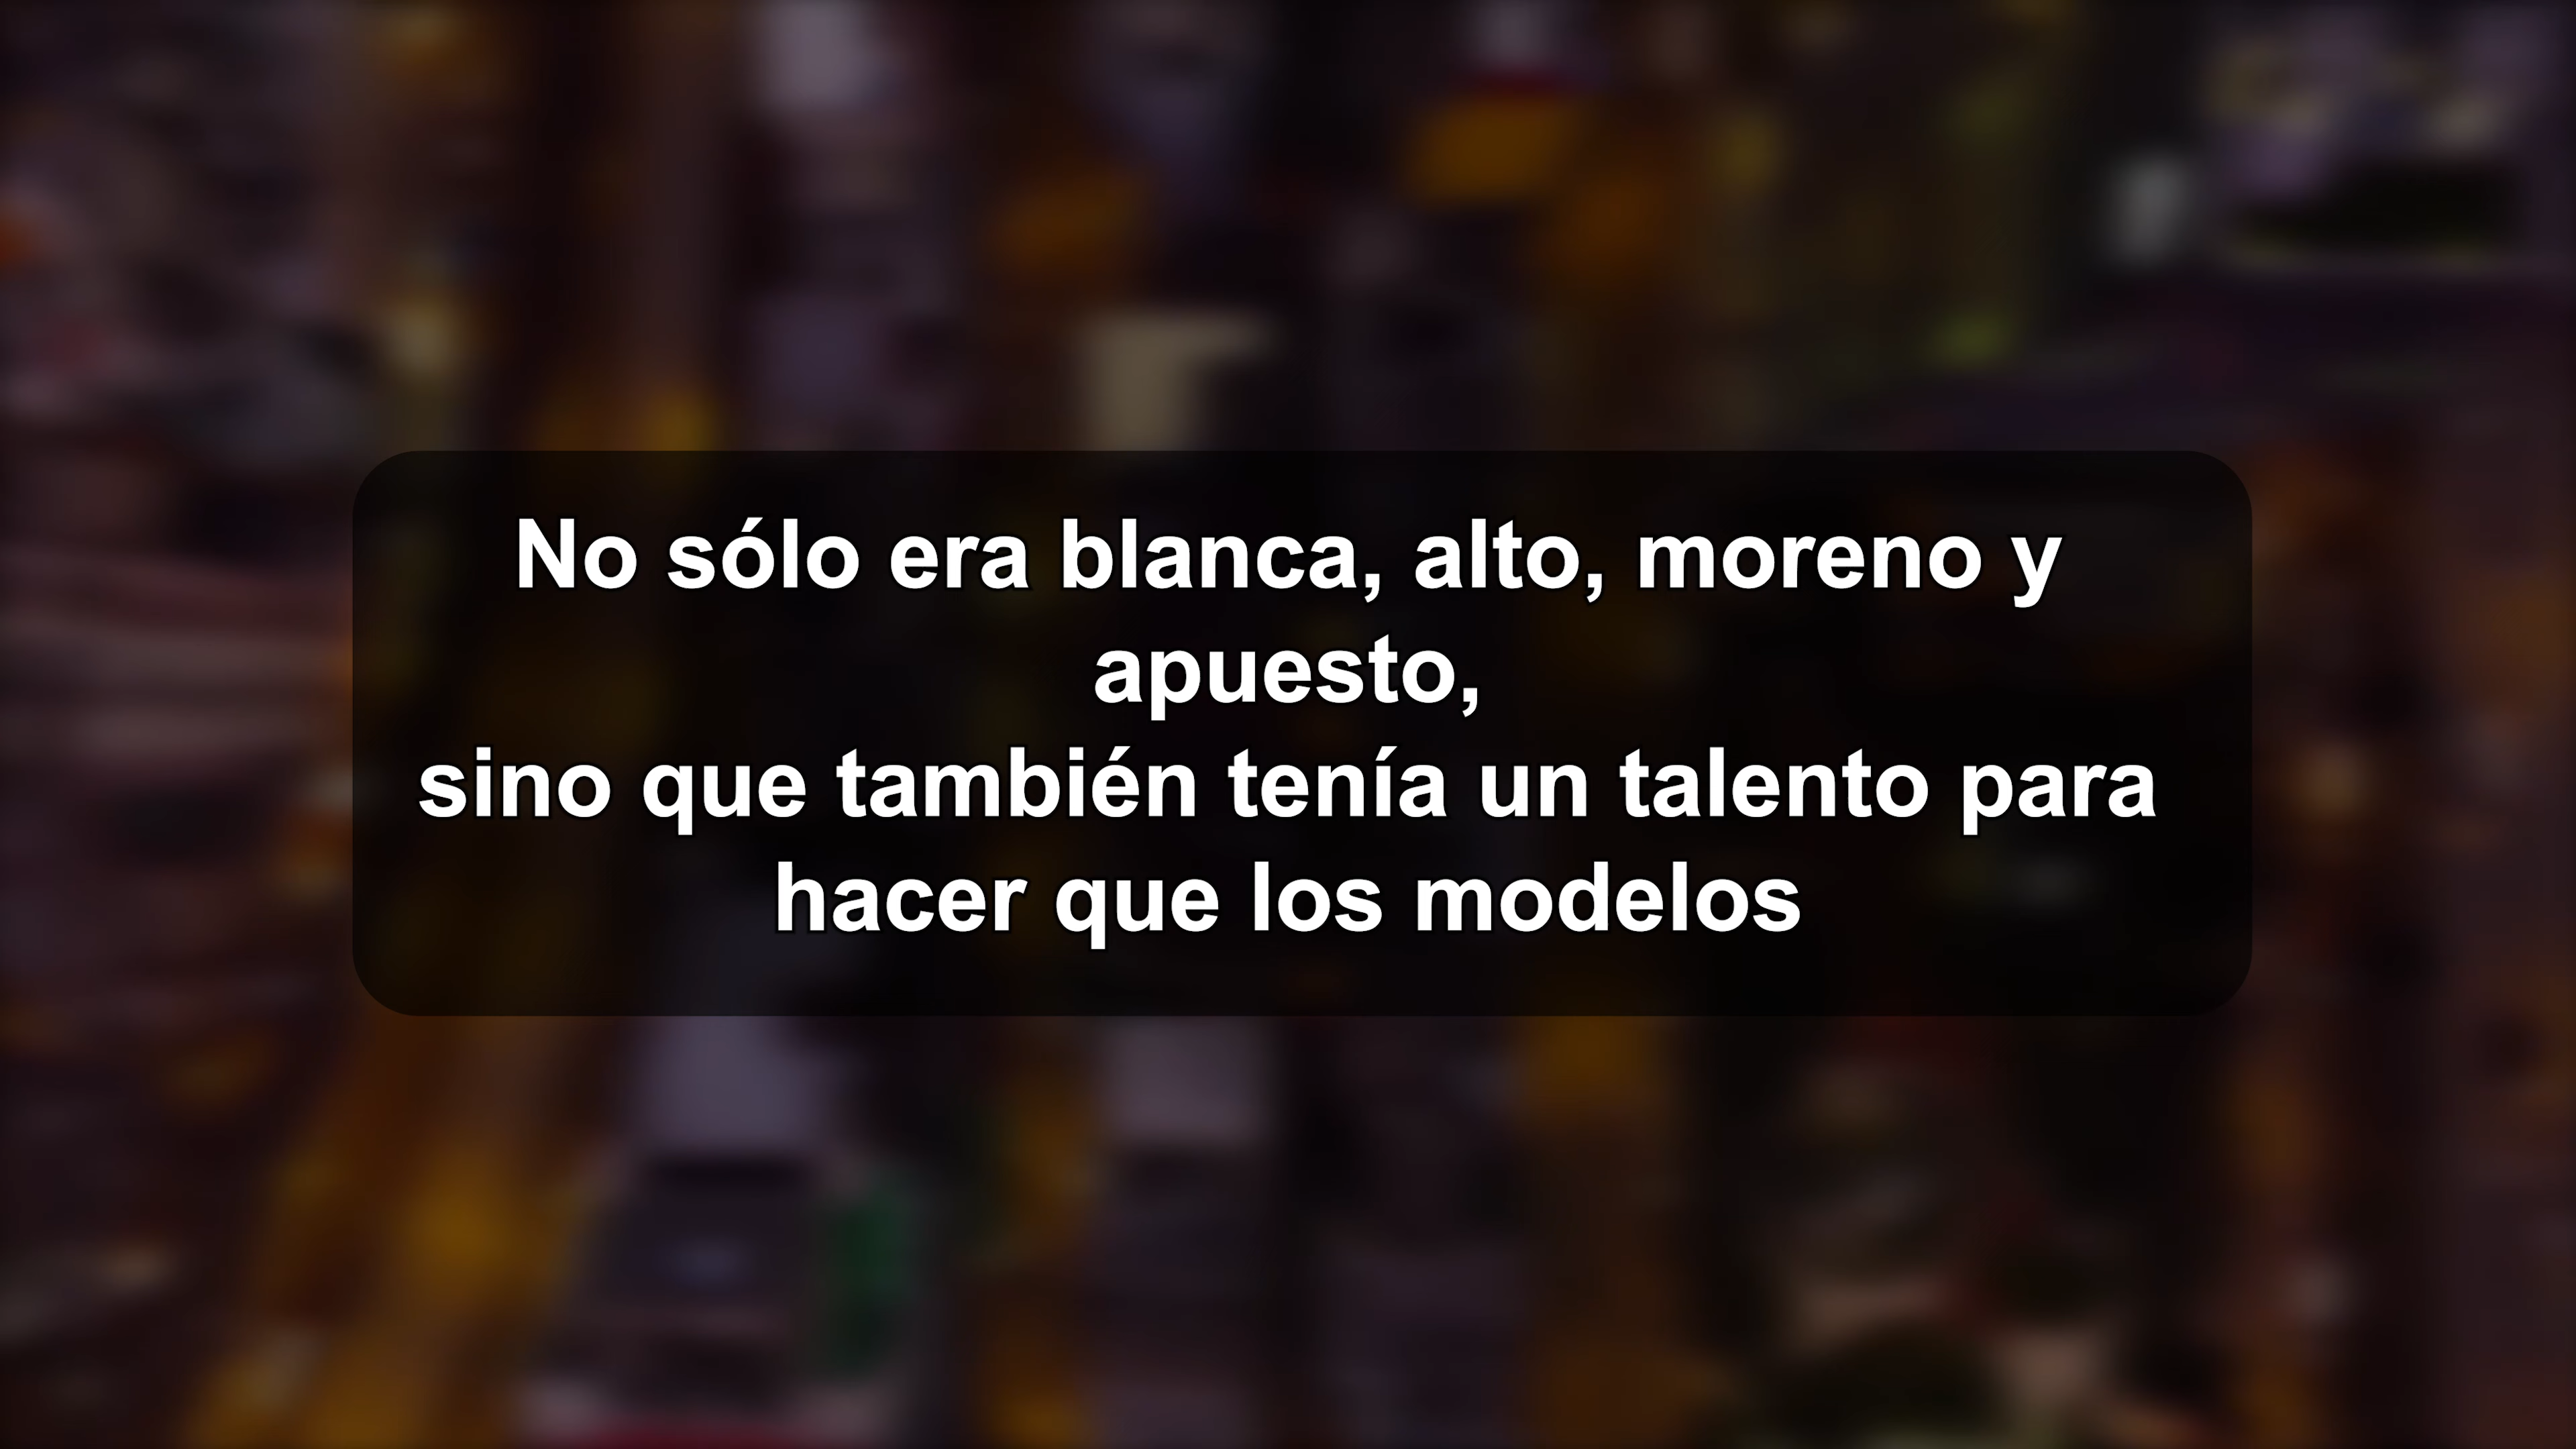 No sólo era blanca, alto, moreno y
apuesto,
sino que también tenía un talento para
hacer que los modelos